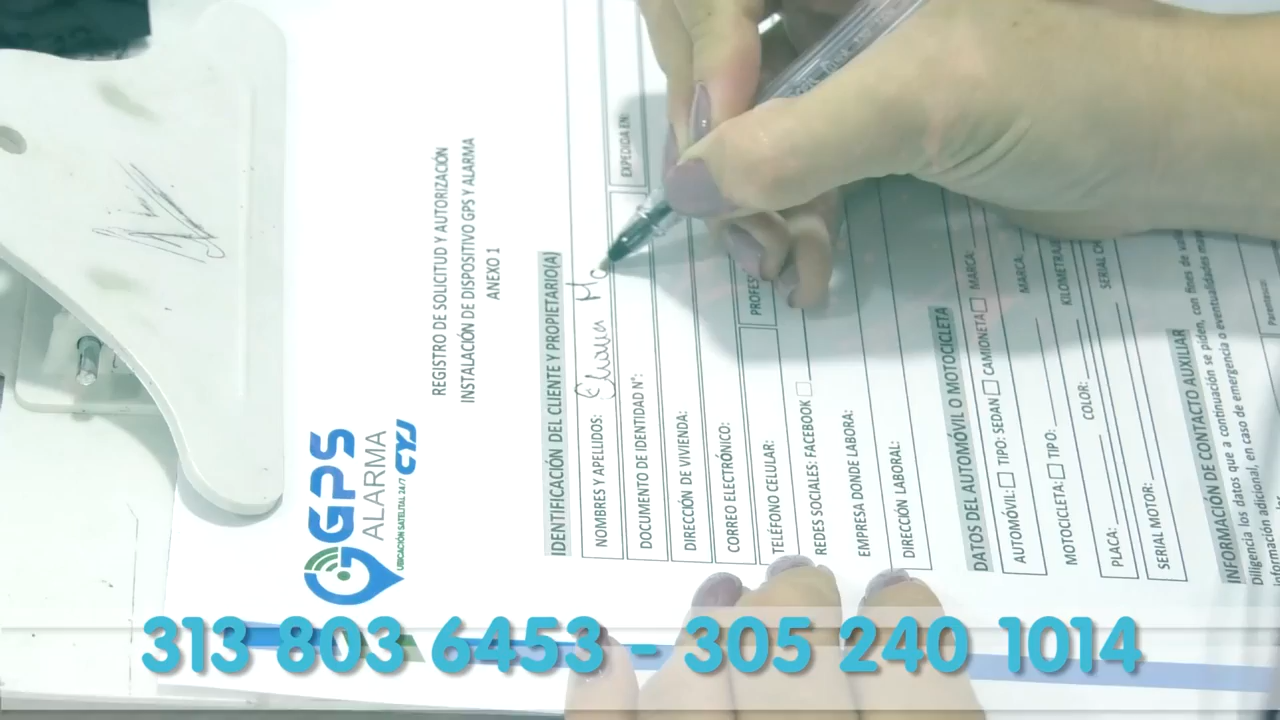 GPS
ALARMA
UBICACIÓN SATELITAL 24/7
REGISTRO DE SOLICITUD Y AUTORIZACIÓN
INSTALACIÓN DE DISPOSITIVO GPS Y ALARMA
ANEXO 1
IDENTIFICACIÓN DEL CLIENTE Y PROPIETARIO(A)
NOMBRES Y APELLIDOS:
DOCUMENTO DE IDENTIDAD N°: EXPEDIDA EN:
DIRECCIÓN DE VIVIENDA:
CORREO ELECTRÓNICO:
TELÉFONO CELULAR: PROFES
REDES SOCIALES: FACEBOOK
EMPRESA DONDE LABORA:
DIRECCIÓN LABORAL:
DATOS DEL AUTOMÓVIL O MOTOCICLETA
AUTOMÓVIL: TIPO: SEDAN CAMIONETA MARCA:
MOTOCICLETA: TIPO: MARCA:
PLACA: COLOR: KILOMETRAJ
SERIAL MOTOR: SERIAL CH
INFORMACIÓN DE CONTACTO AUXILIAR
Diligencia los datos que a continuación se piden, con fines de
información adicional, en caso de emergencia o eventualidades
313 803 6453 - 305 240 1014